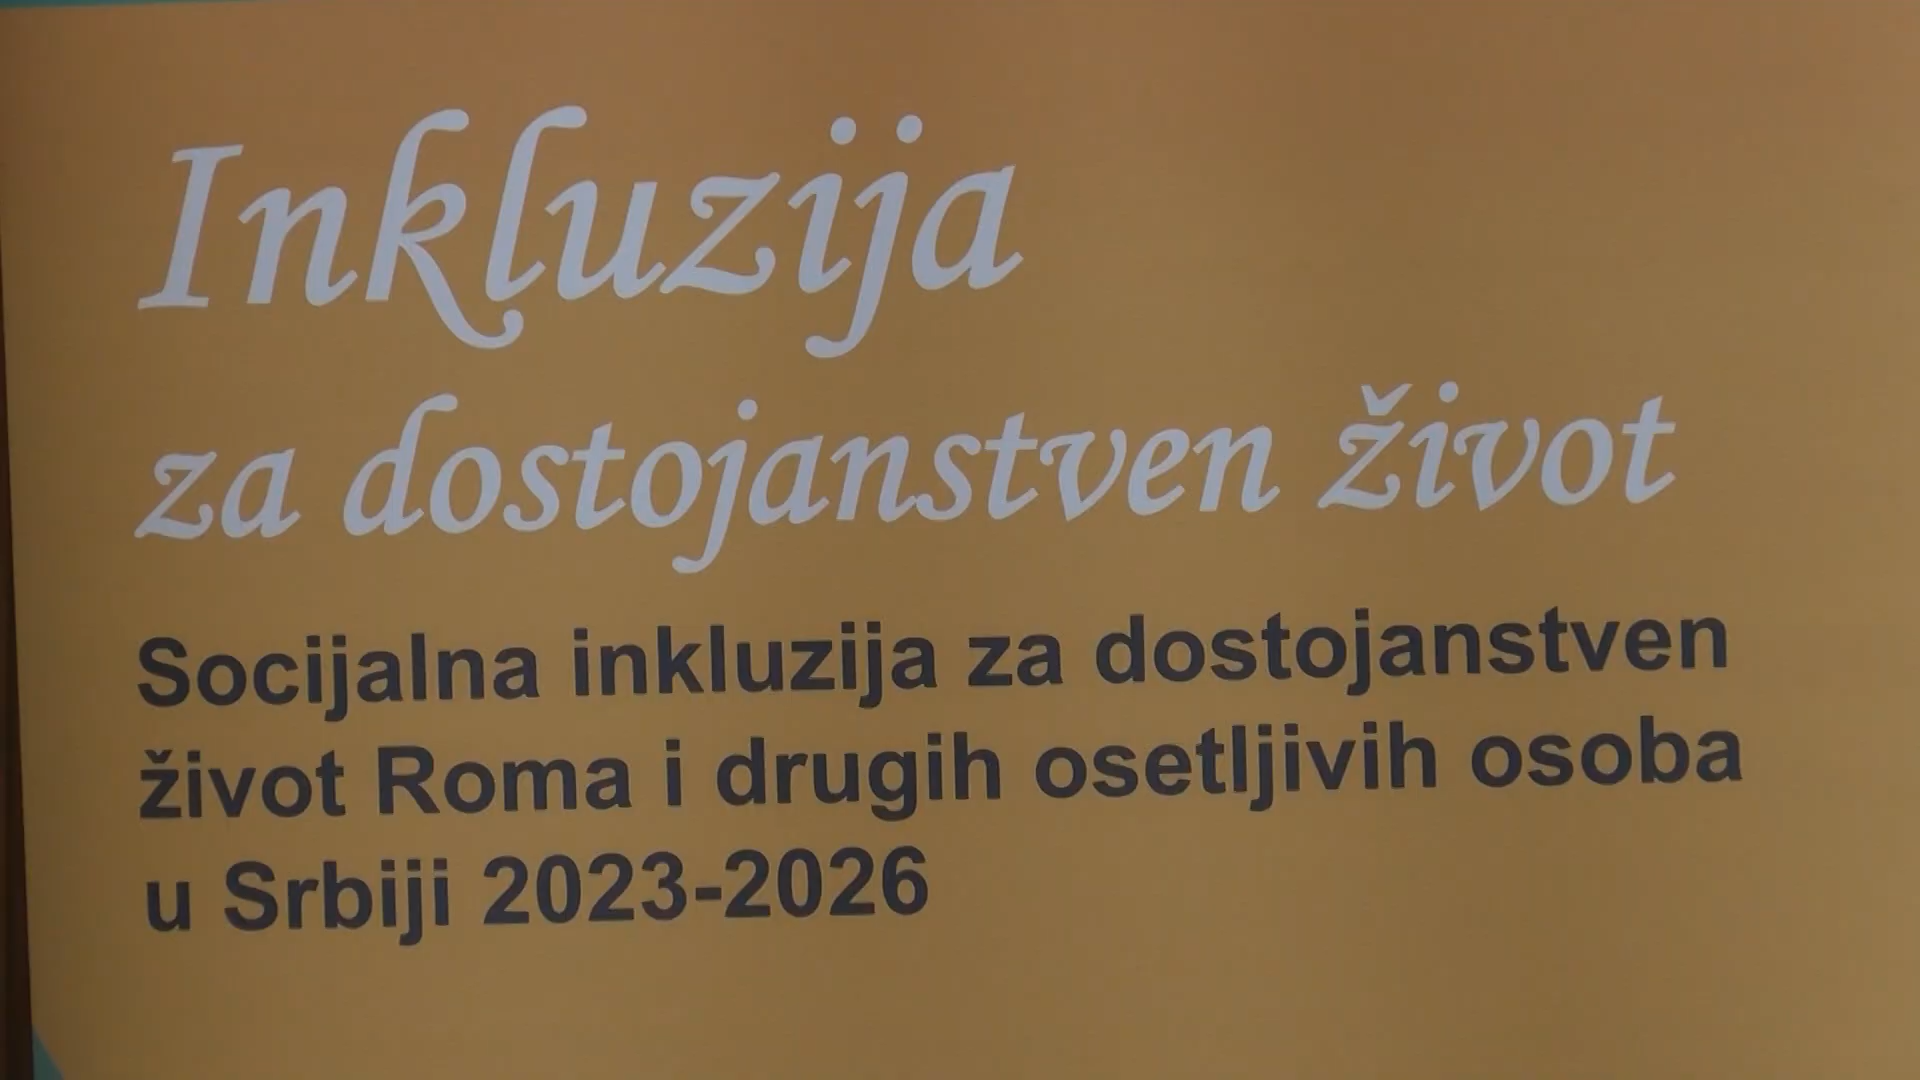 Inkluzija
za dostojanstven život
Socijalna inkluzija za dostojanstven
život Roma i drugih osetljivih osoba
u Srbiji 2023-2026